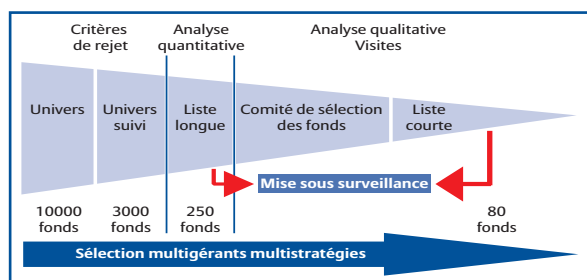 Critères
de rejet
Analyse
quantitative
Analyse qualitative
Visites
Univers
Univers
suivi
Liste
longue
Comité de sélection
des fonds
Liste
courte
Mise sous surveillance
10000
fonds
3000
fonds
250
fonds
80
fonds
Sélection multigérants multistratégies